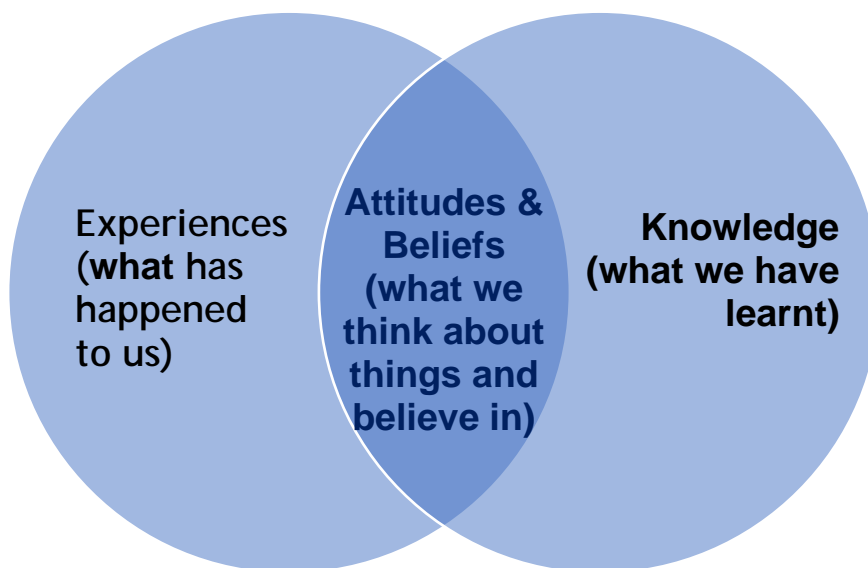 Experiences
(what has
happened
to us)
Attitudes &
Beliefs
(what we
think about
things and
believe in)
Knowledge
(what we have
learnt)